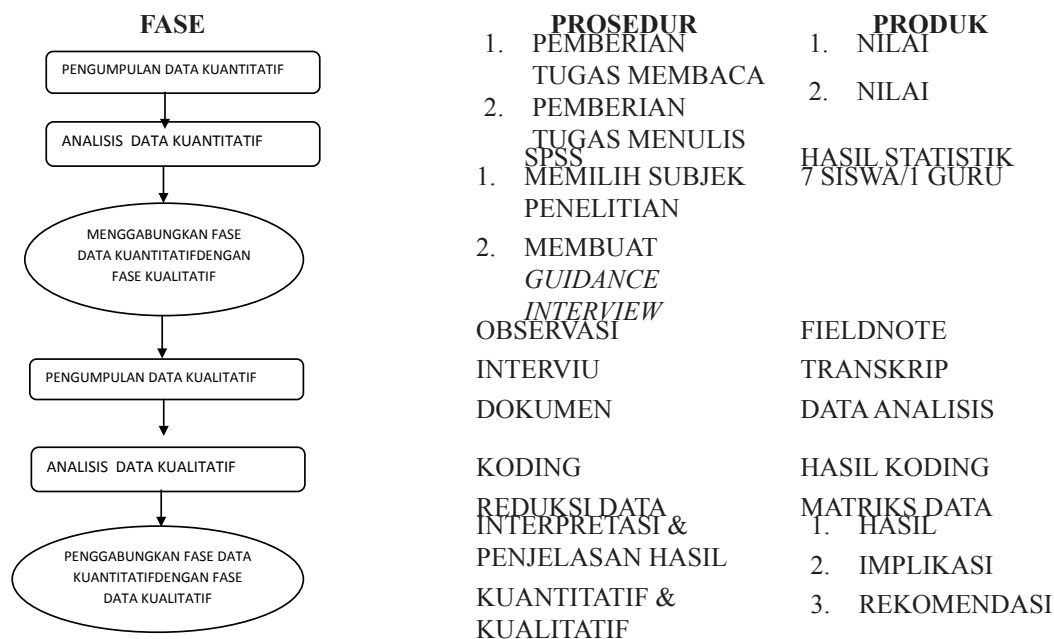 FASE
PENGUMPULAN DATA KUANTITATIF
ANALISIS DATA KUANTITATIF
MENGGABUNGKAN FASE
DATA KUANTITATIFDENGAN
FASE KUALITATIF
PENGUMPULAN DATA KUALITATIF
ANALISIS DATA KUALITATIF
PENGGABUNGKAN FASE DATA
KUANTITATIFDENGAN FASE
DATA KUALITATIF
PROSEDUR
1. PEMBERIAN
TUGAS MEMBACA
2. PEMBERIAN
TUGAS MENULIS
SPSS
1. MEMILIH SUBJEK
PENELITIAN
2. MEMBUAT
GUIDANCE
INTERVIEW
OBSERVASI
INTERVIU
DOKUMEN
KODING
REDUKSI DATA
INTERPRETASI &
PENJELASAN HASIL
KUANTITATIF &
KUALITATIF
PRODUK
1. NILAI
2. NILAI
HASIL STATISTIK
7 SISWA/1 GURU
FIELDNOTE
TRANSKRIP
DATA ANALISIS
HASIL KODING
MATRIKS DATA
1. HASIL
2. IMPLIKASI
3. REKOMENDASI